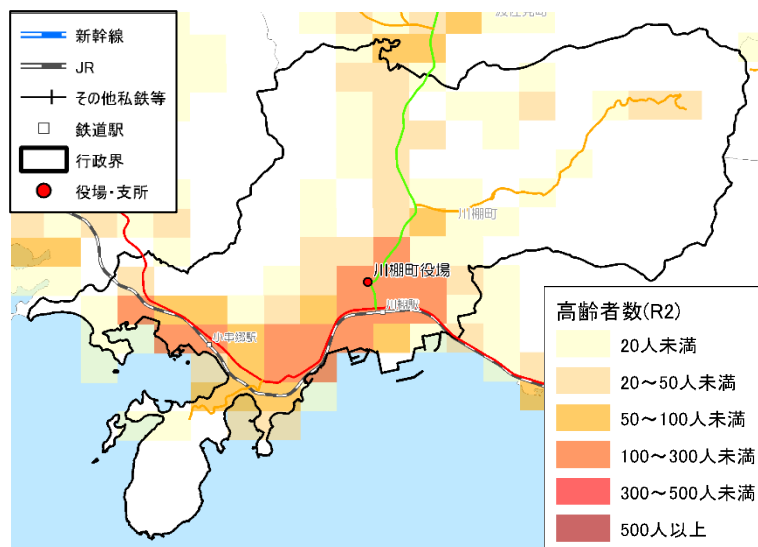 新幹線
JR
その他私鉄等
鉄道駅
行政界
役場・支所
波佐見町
川棚町
川棚町役場
川棚駅
小串郷駅
高齢者数(R2)
20人未満
20～50人未満
50～100人未満
100～300人未満
300～500人未満
500人以上